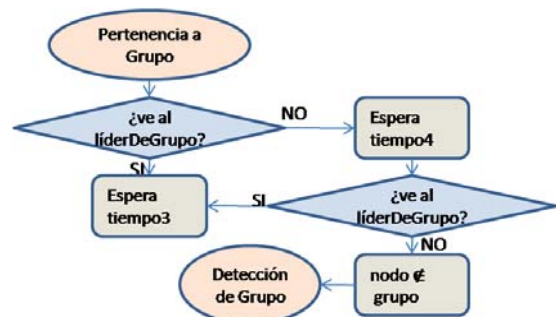 Pertenencia a
Grupo
¿ve al
líderDeGrupo?
NO
Espera
tiempo4
SI
Espera
tiempo3
SI
¿ve al
líderDeGrupo?
NO
nodo ∉
grupo
Detección
de Grupo